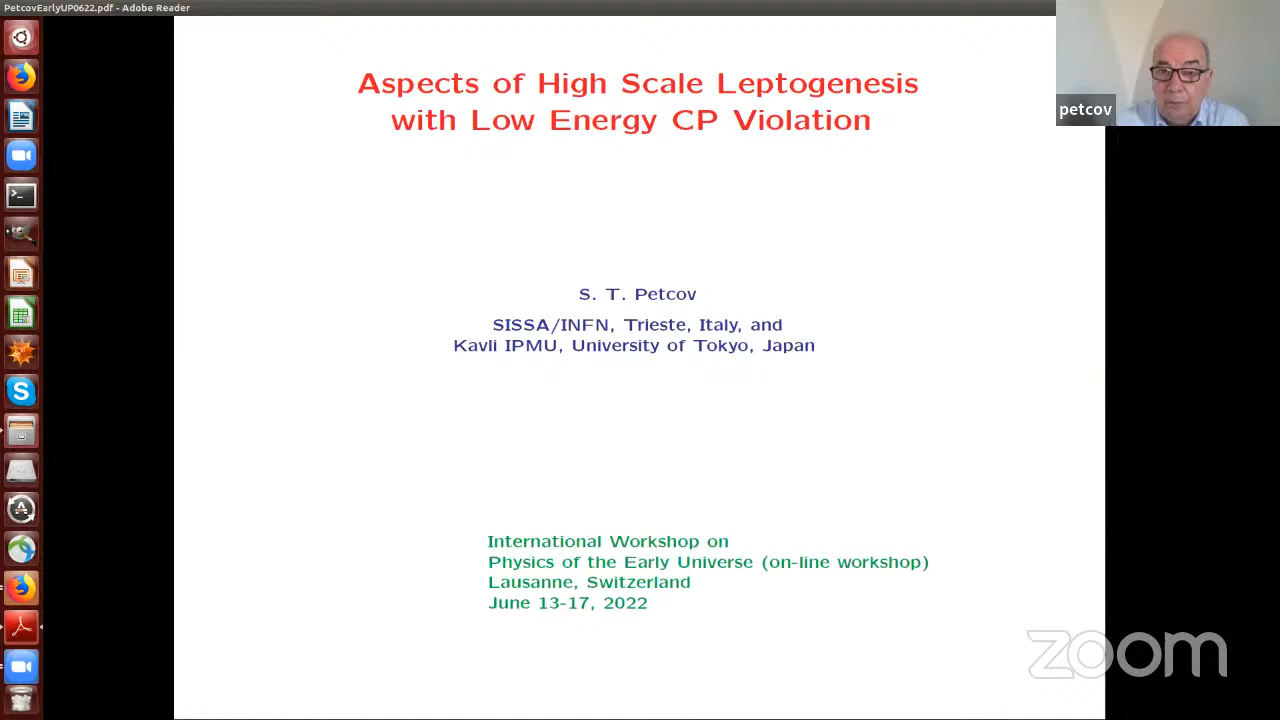 PetcovEarlyUP0622.pdf - Adobe Reader
Aspects of High Scale Leptogenesis
with Low Energy CP Violation
petcov
S. T. Petcov
SISSA/INFN, Trieste, Italy, and
Kavli IPMU, University of Tokyo, Japan
International Workshop on
Physics of the Early Universe (on-line workshop)
Lausanne, Switzerland
June 13-17, 2022
zoom